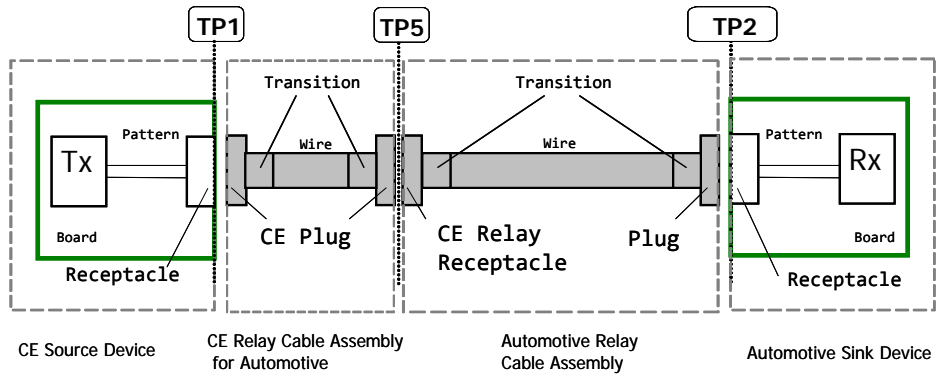 TP1
TP5
TP2
Transition
Transition
Pattern
Wire
Wire
Pattern
Tx
Rx
CE Plug
CE Relay
Receptacle
Plug
Board
Board
Receptacle
Receptacle
CE Source Device
CE Relay Cable Assembly
for Automotive
Automotive Relay
Cable Assembly
Automotive Sink Device